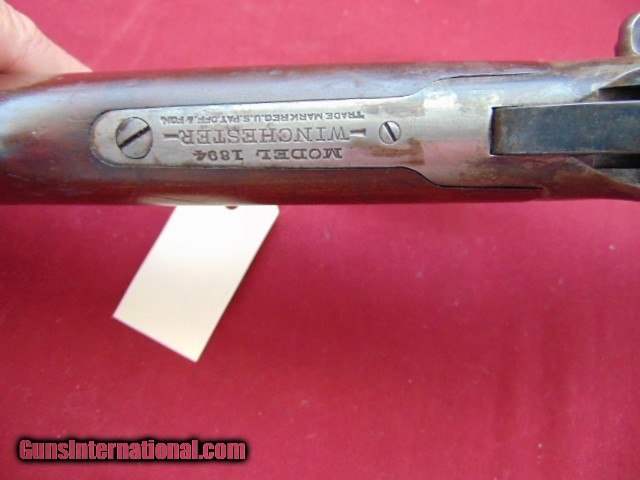 MODEL 1894
WINCHESTER
TRADE MARK REG. U.S. PAT. OFF. & FGN.
GunsInternational.com